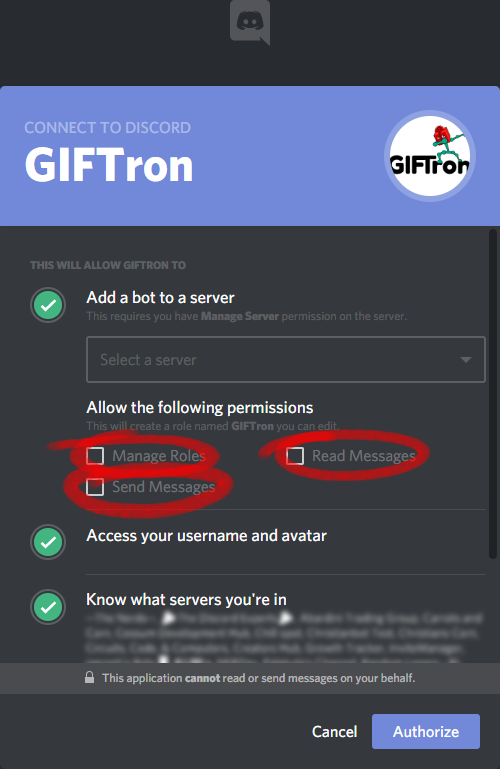 CONNECT TO DISCORD
GIFTron
GIFTron
THIS WILL ALLOW GIFTRON TO
Add a bot to a server
This requires you have Manage Server permission on the server.
Select a server
Allow the following permissions
This will create a role named GIFTron you can edit.
Manage Roles
Read Messages
Send Messages
Access your username and avatar
Know what servers you're in
This application cannot read or send messages on your behalf.
Cancel
Authorize